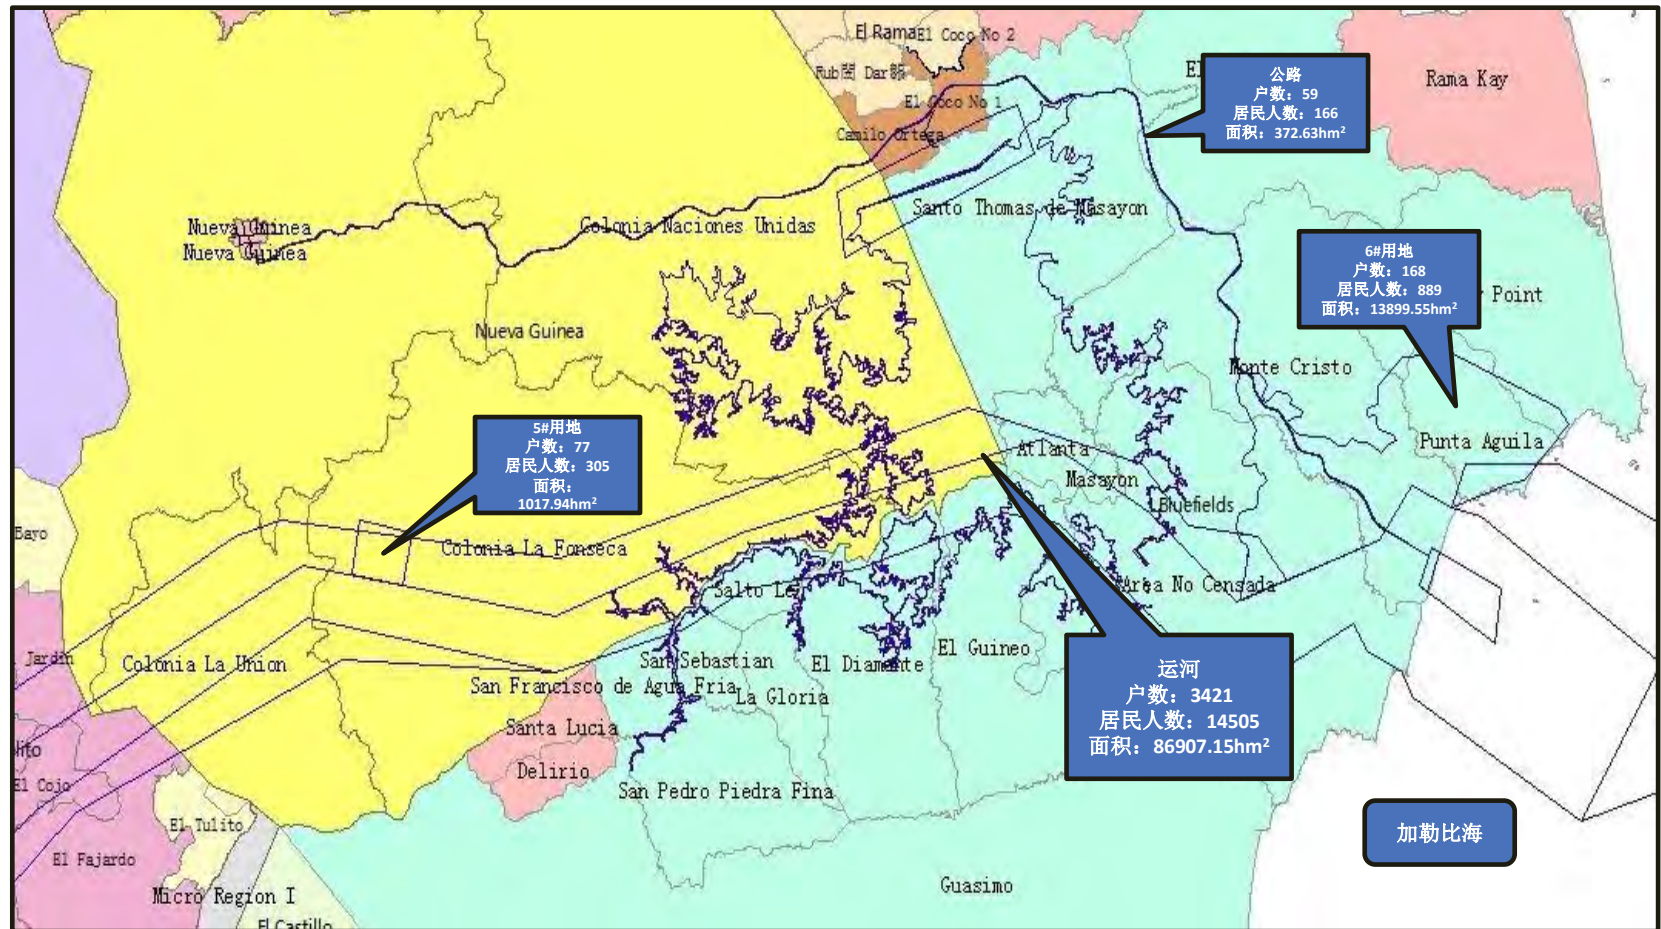 El Rama
El Coco No 2
Dar
El Coco No 1
Camilo Ortega
El
公路
户数：59
居民人数：166
面积：372.63hm²
Rama Kay
Santo Thomas de Masayon
Nueva Guinea
Nueva Guinea
Colonia Naciones Unidas
6#用地
户数：168
居民人数：889
面积：13899.55hm²
Point
Nueva Guinea
Monte Cristo
5#用地
户数：77
居民人数：305
面积：
1017.94hm²
Punta Aguila
Atlanta
Masayon
Bluefields
Bayo
Colonia La Fonseca
Salto Le
Area No Censada
Jardin
Colonia La Union
San Sebastian
El Diamante
El Guineo
San Francisco de Agua Fria
La Gloria
运河
户数：3421
居民人数：14505
面积：86907.15hm²
Santa Lucia
lito
Delirio
El Cojo
San Pedro Piedra Fina
El Tulito
加勒比海
El Fajardo
Micro Region I
Guasimo
El Castillo